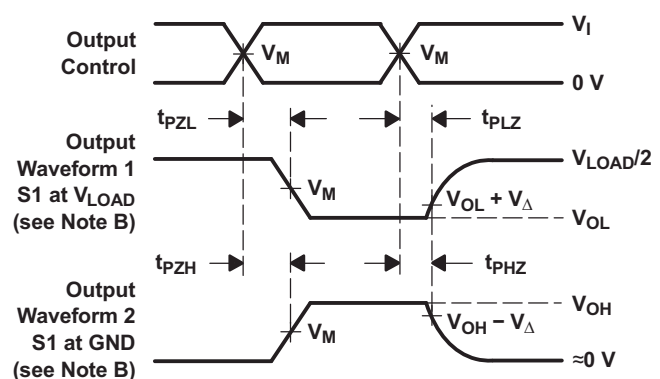 Output
Control
V_I
V_M
V_M
0 V
t_PZL
t_PLZ
Output
Waveform 1
S1 at V_LOAD
(see Note B)
V_LOAD/2
V_M
V_OL + V_Δ
V_OL
t_PZH
t_PHZ
Output
Waveform 2
S1 at GND
(see Note B)
V_OH
V_M
V_OH − V_Δ
≈0 V